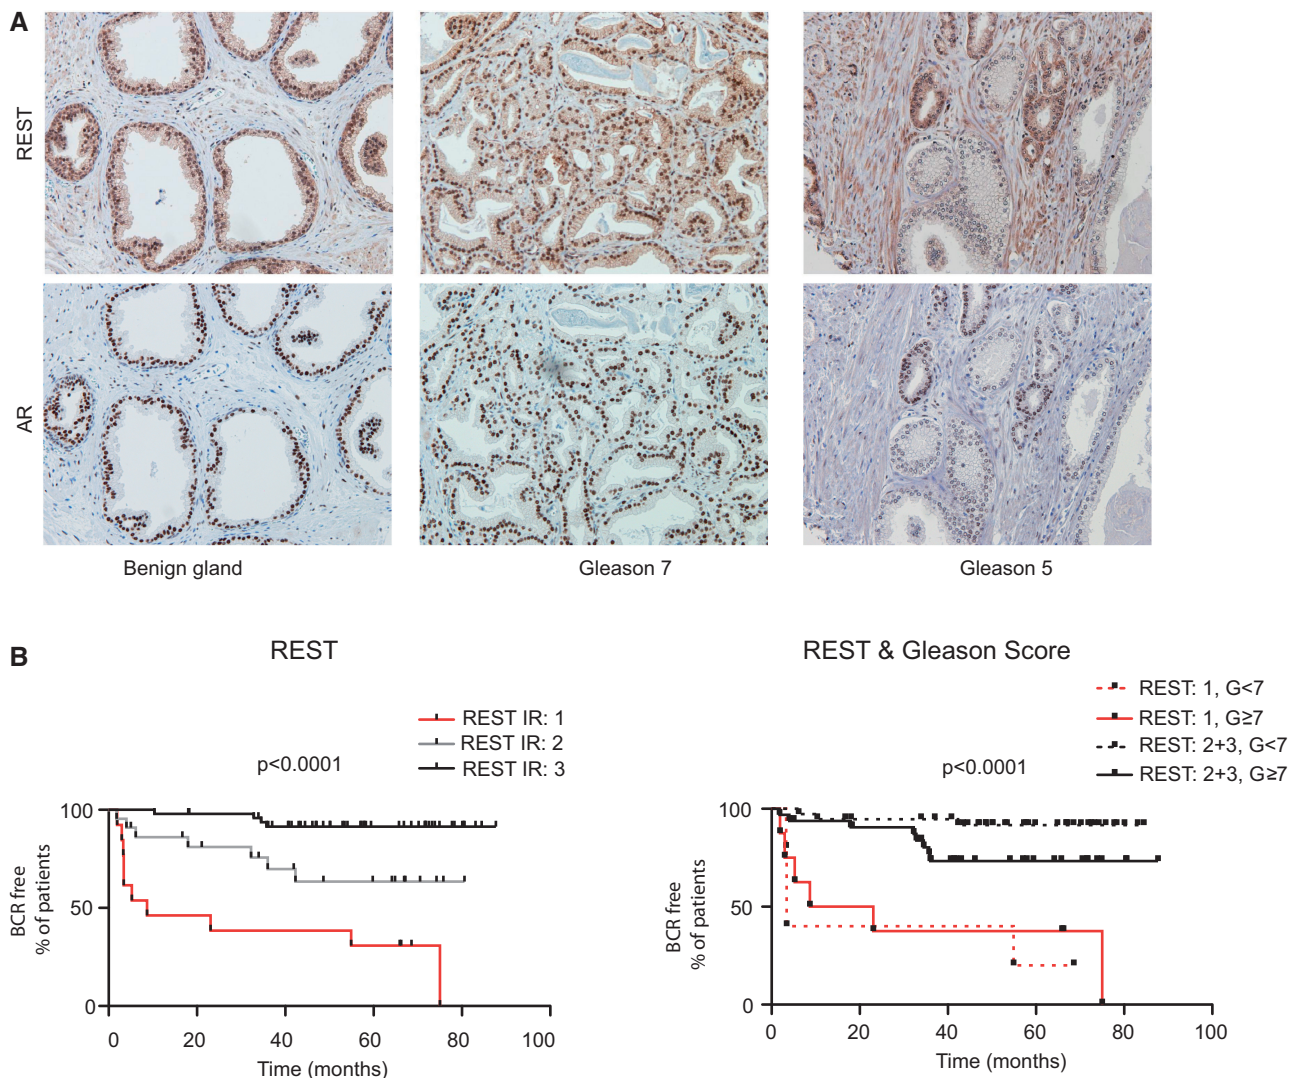 A
REST
AR
Benign gland
Gleason 7
Gleason 5
B
REST
REST IR: 1
REST IR: 2
REST IR: 3
p<0.0001
100
50
0
BCR free
% of patients
0 20 40 60 80 100
Time (months)
REST & Gleason Score
REST: 1, G<7
REST: 1, G≥7
REST: 2+3, G<7
REST: 2+3, G≥7
p<0.0001
100
50
0
BCR free
% of patients
0 20 40 60 80 100
Time (months)